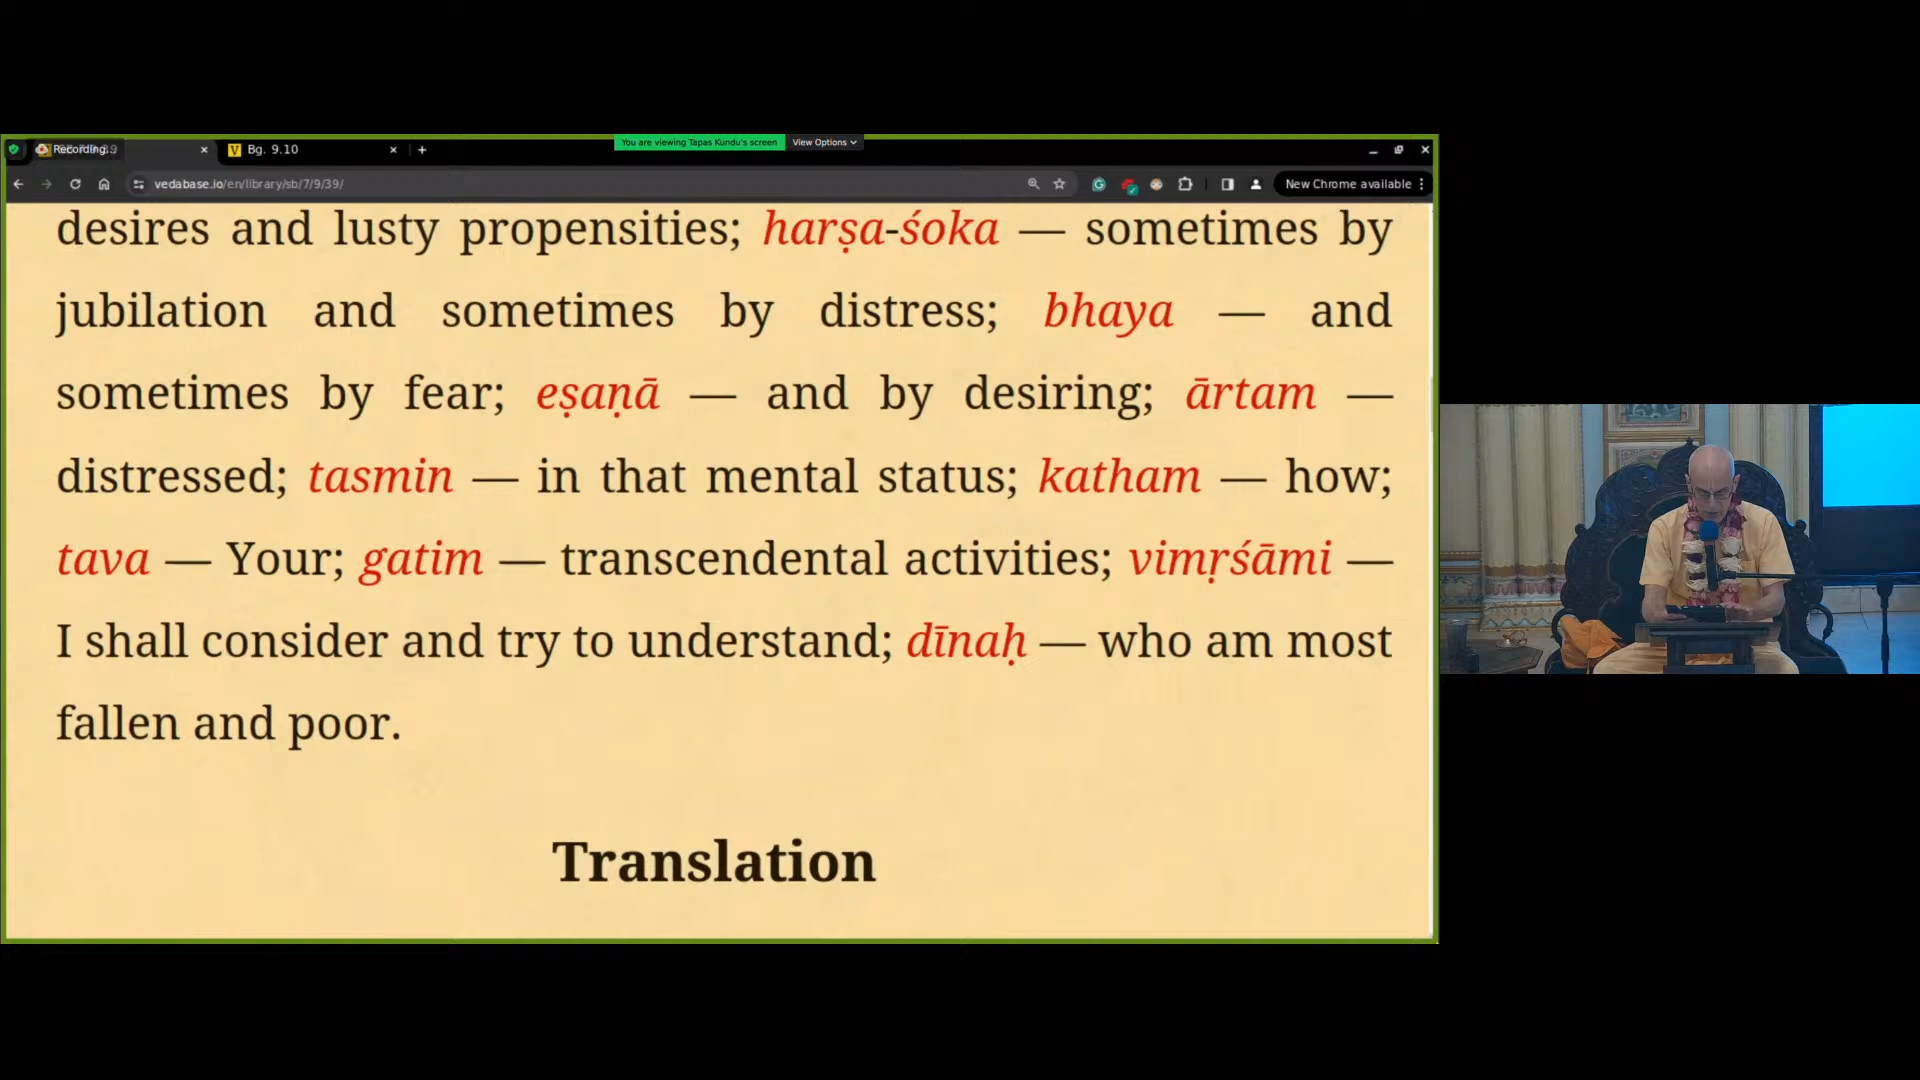 Recording...
Bg. 9.10
You are viewing Tapas Kundu's screen
View Options
vedabase.io/en/library/sb/7/9/39/
New Chrome available
desires and lusty propensities; harṣa-śoka — sometimes by
jubilation and sometimes by distress; bhaya — and
sometimes by fear; eṣaṇā — and by desiring; ārtam —
distressed; tasmin — in that mental status; katham — how;
tava — Your; gatim — transcendental activities; vimṛśāmi —
I shall consider and try to understand; dīnaḥ — who am most
fallen and poor.
Translation